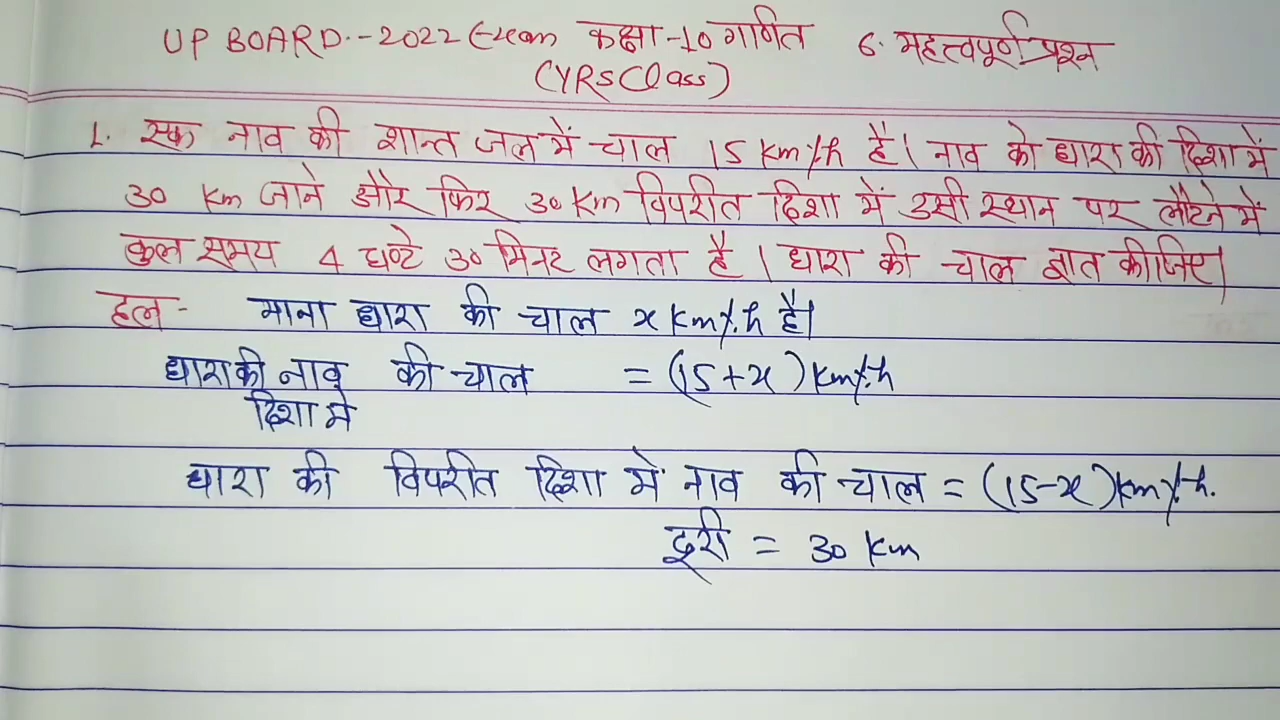 UP BOARD.-2022 Exam कक्षा-10 गणित 6. महत्त्वपूर्ण प्रश्न
(YRS Class)
1. एक नाव की शान्त जल में चाल 15 km/h है। नाव को धारा की दिशा में
30 km जाने और फिर 30 km विपरीत दिशा में उसी स्थान पर लौटने में
कुल समय 4 घण्टे 30 मिनट लगता है। धारा की चाल ज्ञात कीजिए।
हल - माना धारा की चाल x km/h है।
धारा की नाव की चाल = (15+x) km/h
दिशा मे
धारा की विपरीत दिशा में नाव की चाल = (15-x) km/h.
दूरी = 30 km